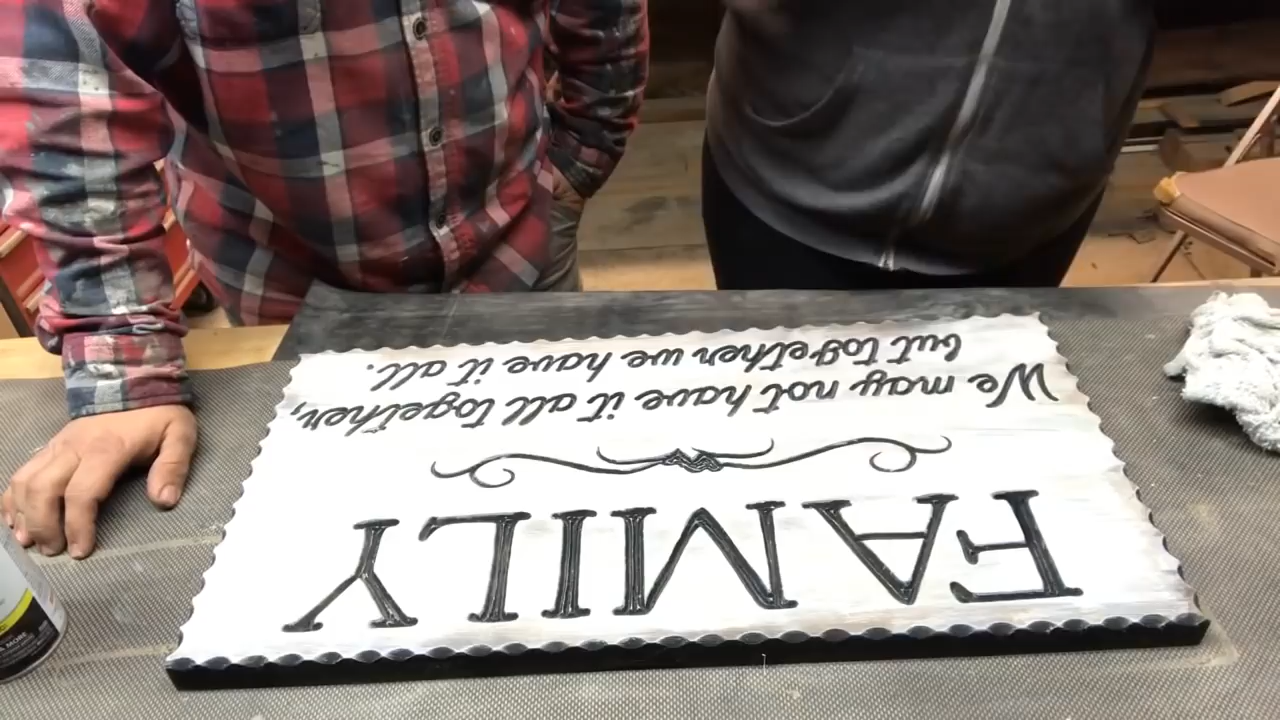 FAMILY
We may not have it all together,
but together we have it all.